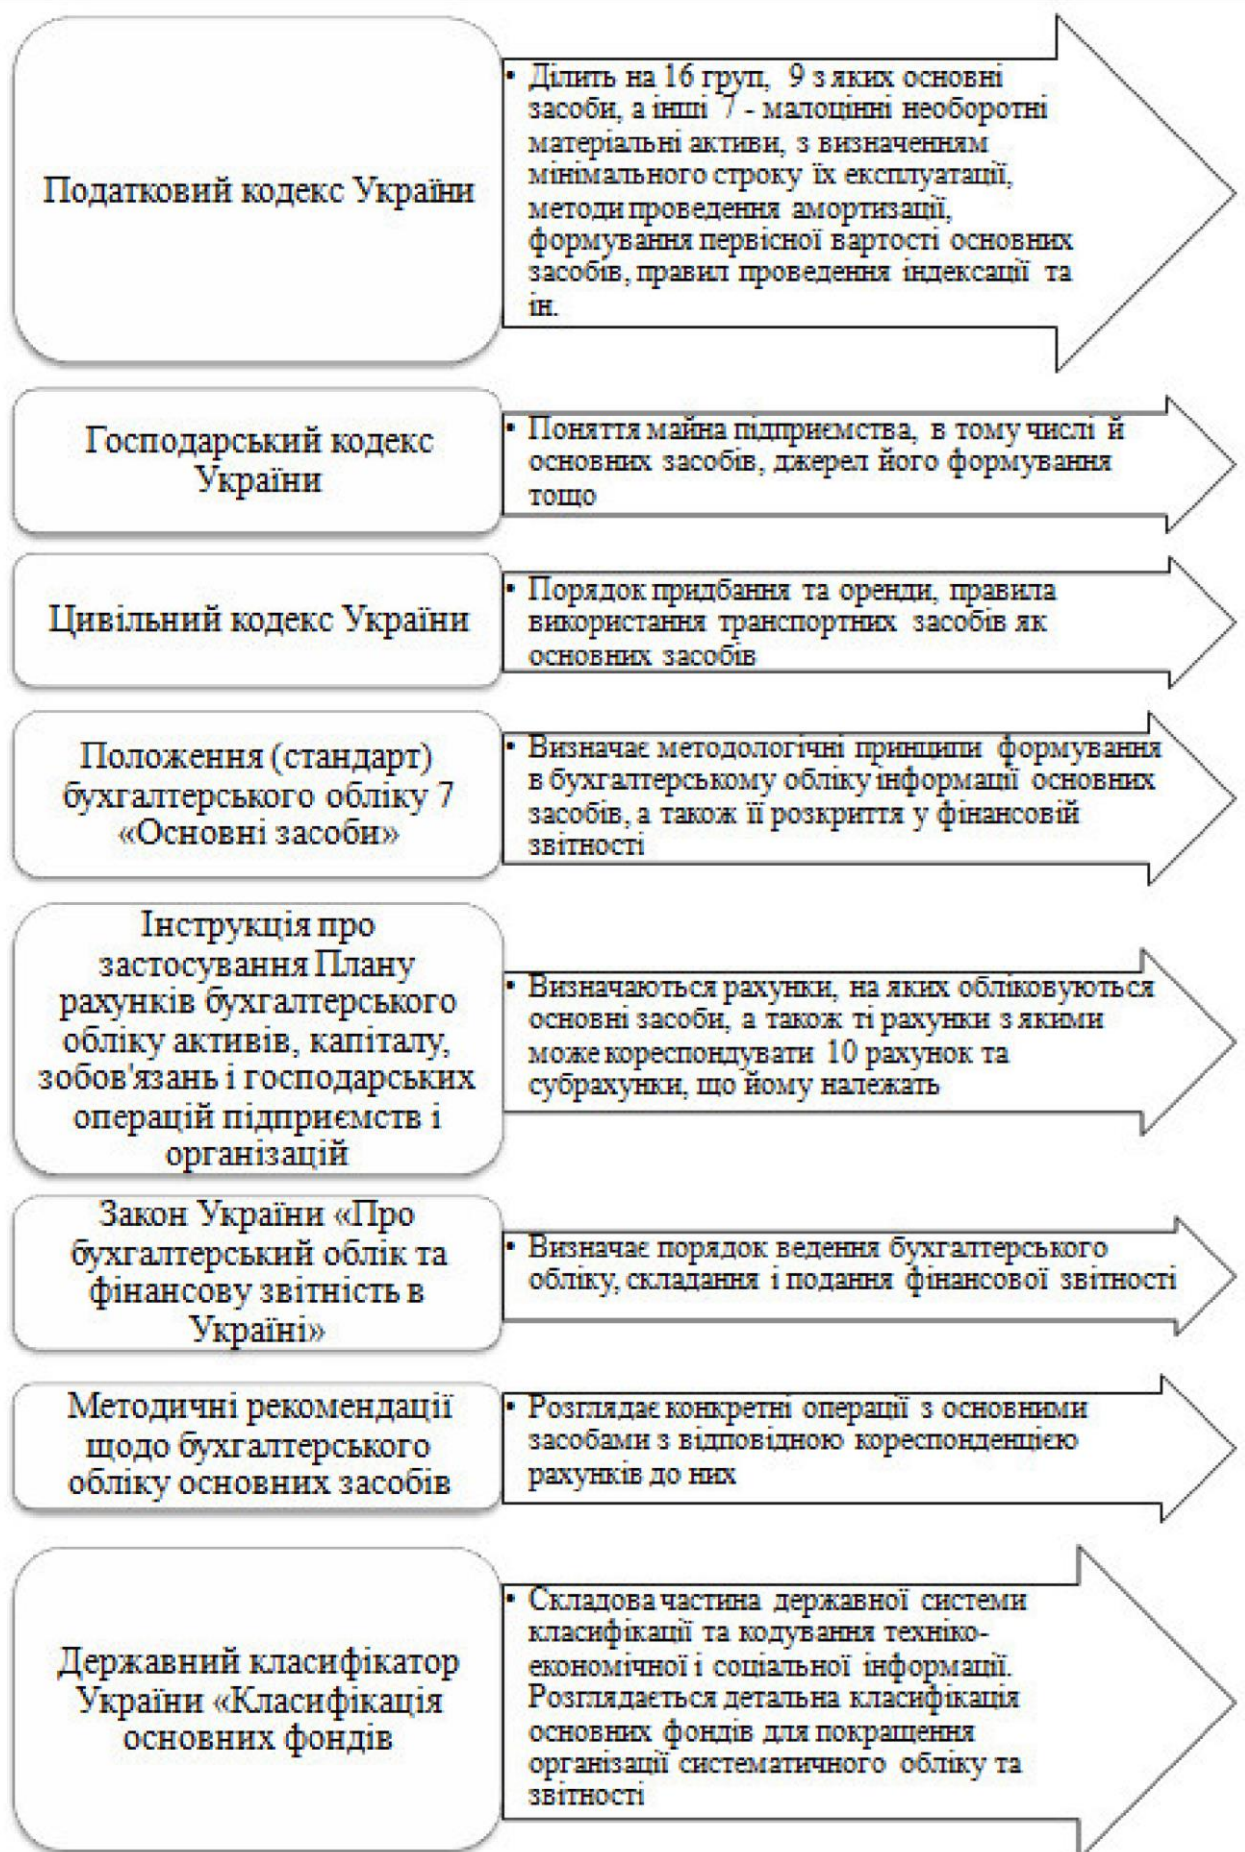 Податковий кодекс України
• Ділить на 16 груп, 9 з яких основні
засоби, а інші 7 - малоцінні необоротні
матеріальні активи, з визначенням
мінімального строку їх експлуатації,
методи проведення амортизації,
формування первісної вартості основних
засобів, правил проведення індексації та
ін.
Господарський кодекс
України
• Поняття майна підприємства, в тому числі й
основних засобів, джерел його формування
тощо
Цивільний кодекс України
• Порядок придбання та оренди, правила
використання транспортних засобів як
основних засобів
Положення (стандарт)
бухгалтерського обліку 7
«Основні засоби»
• Визначає методологічні принципи формування
в бухгалтерському обліку інформації основних
засобів, а також її розкриття у фінансовій
звітності
Інструкція про
застосування Плану
рахунків бухгалтерського
обліку активів, капіталу,
зобов'язань і господарських
операцій підприємств і
організацій
• Визначаються рахунки, на яких обліковуються
основні засоби, а також ті рахунки з якими
може кореспондувати 10 рахунок та
субрахунки, що йому належать
Закон України «Про
бухгалтерський облік та
фінансову звітність в
Україні»
• Визначає порядок ведення бухгалтерського
обліку, складання і подання фінансової звітності
Методичні рекомендації
щодо бухгалтерського
обліку основних засобів
• Розглядає конкретні операції з основними
засобами з відповідною кореспонденцією
рахунків до них
Державний класифікатор
України «Класифікація
основних фондів
• Складова частина державної системи
класифікації та кодування техніко-
економічної і соціальної інформації.
Розглядається детальна класифікація
основних фондів для покращення
організації систематичного обліку та
звітності